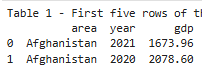 Table 1 - First five rows of th
area year gdp
0 Afghanistan 2021 1673.96
1 Afghanistan 2020 2078.60